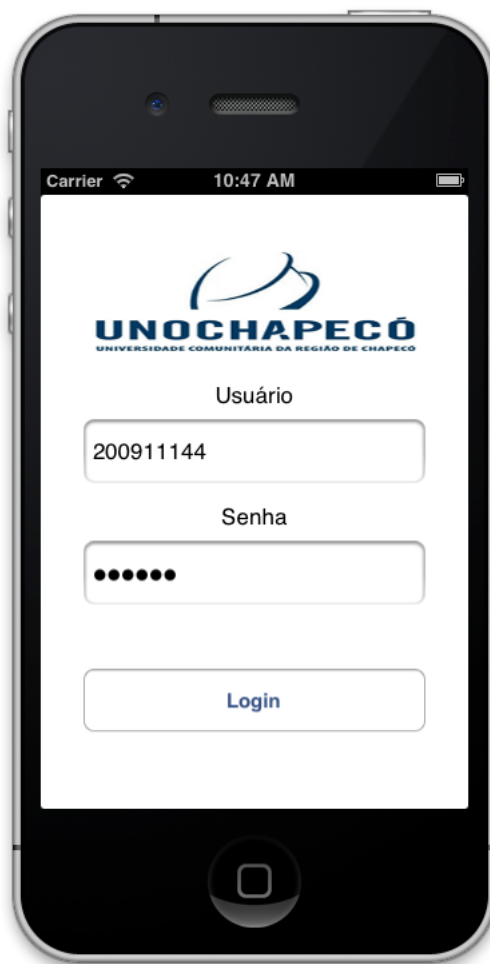 Carrier 10:47 AM
UNOCHAPECÓ
UNIVERSIDADE COMUNITÁRIA DA REGIÃO DE CHAPECÓ
Usuário
200911144
Senha
●●●●●●
Login